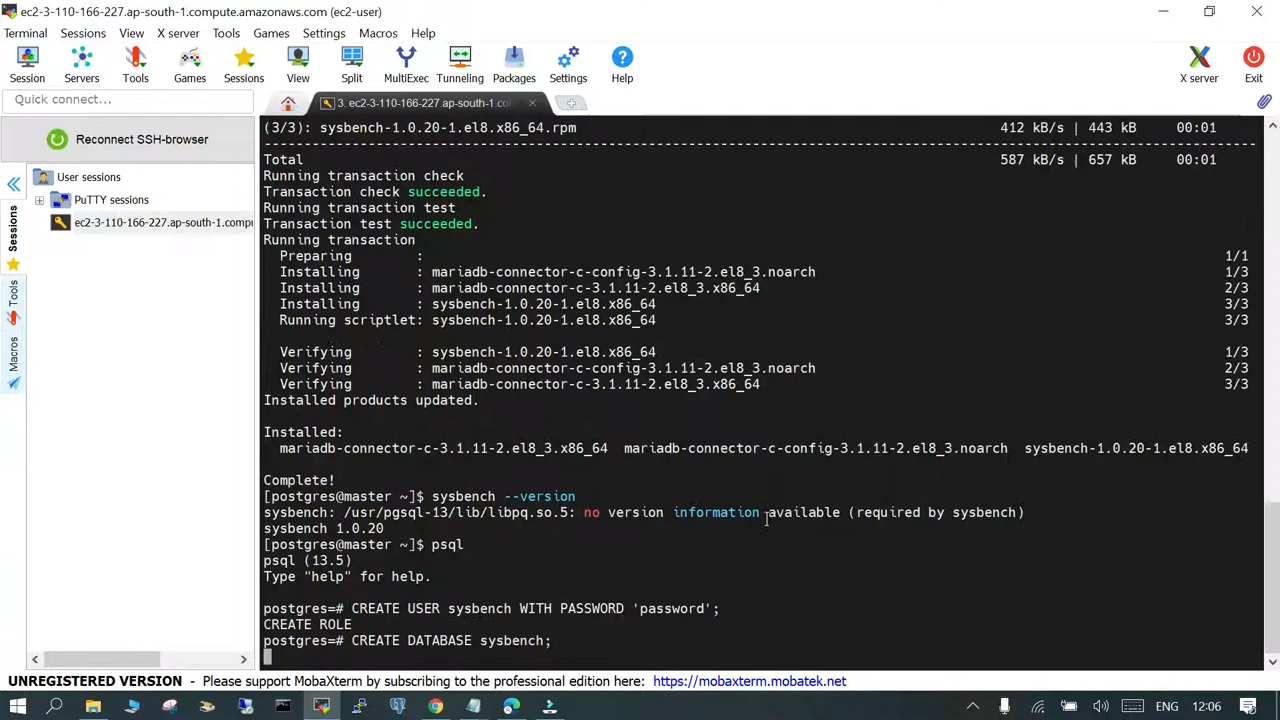 ec2-3-110-166-227.ap-south-1.compute.amazonaws.com (ec2-user)
Terminal Sessions View X server Tools Games Settings Macros Help
Session Servers Tools Games Sessions View Split MultiExec Tunneling Packages Settings Help X server Exit
Quick connect...
3. ec2-3-110-166-227.ap-south-1.co
Reconnect SSH-browser
User sessions
PuTTY sessions
ec2-3-110-166-227.ap-south-1.compu
Sessions
Tools
Macros
(3/3): sysbench-1.0.20-1.el8.x86_64.rpm 412 kB/s | 443 kB 00:01
Total 587 kB/s | 657 kB 00:01
Running transaction check
Transaction check succeeded.
Running transaction test
Transaction test succeeded.
Running transaction
Preparing : 1/1
Installing : mariadb-connector-c-config-3.1.11-2.el8_3.noarch 1/3
Installing : mariadb-connector-c-3.1.11-2.el8_3.x86_64 2/3
Installing : sysbench-1.0.20-1.el8.x86_64 3/3
Running scriptlet: sysbench-1.0.20-1.el8.x86_64 3/3
Verifying : sysbench-1.0.20-1.el8.x86_64 1/3
Verifying : mariadb-connector-c-config-3.1.11-2.el8_3.noarch 2/3
Verifying : mariadb-connector-c-3.1.11-2.el8_3.x86_64 3/3
Installed products updated.
Installed:
mariadb-connector-c-3.1.11-2.el8_3.x86_64 mariadb-connector-c-config-3.1.11-2.el8_3.noarch sysbench-1.0.20-1.el8.x86_64
Complete!
[postgres@master ~]$ sysbench --version
sysbench: /usr/pgsql-13/lib/libpq.so.5: no version information available (required by sysbench)
sysbench 1.0.20
[postgres@master ~]$ psql
psql (13.5)
Type "help" for help.
postgres=# CREATE USER sysbench WITH PASSWORD 'password';
CREATE ROLE
postgres=# CREATE DATABASE sysbench;
UNREGISTERED VERSION - Please support MobaXterm by subscribing to the professional edition here: https://mobaxterm.mobatek.net
ENG 12:06